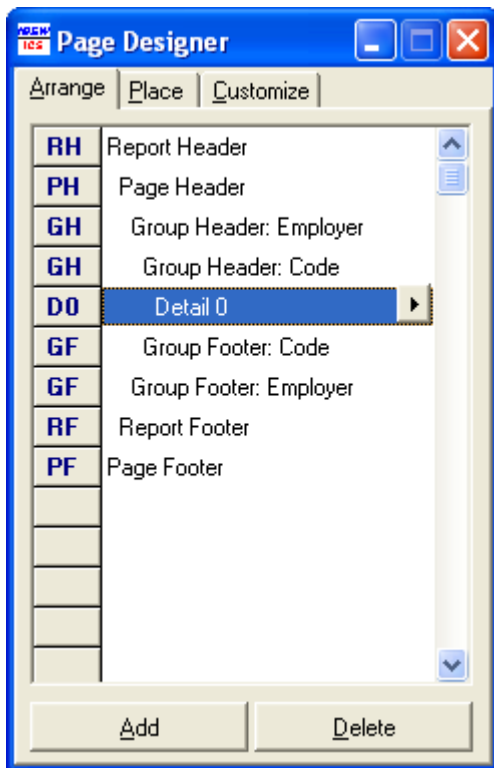 Page Designer
Arrange Place Customize
RH Report Header
PH Page Header
GH Group Header: Employer
GH Group Header: Code
D0 Detail 0
GF Group Footer: Code
GF Group Footer: Employer
RF Report Footer
PF Page Footer
Add Delete